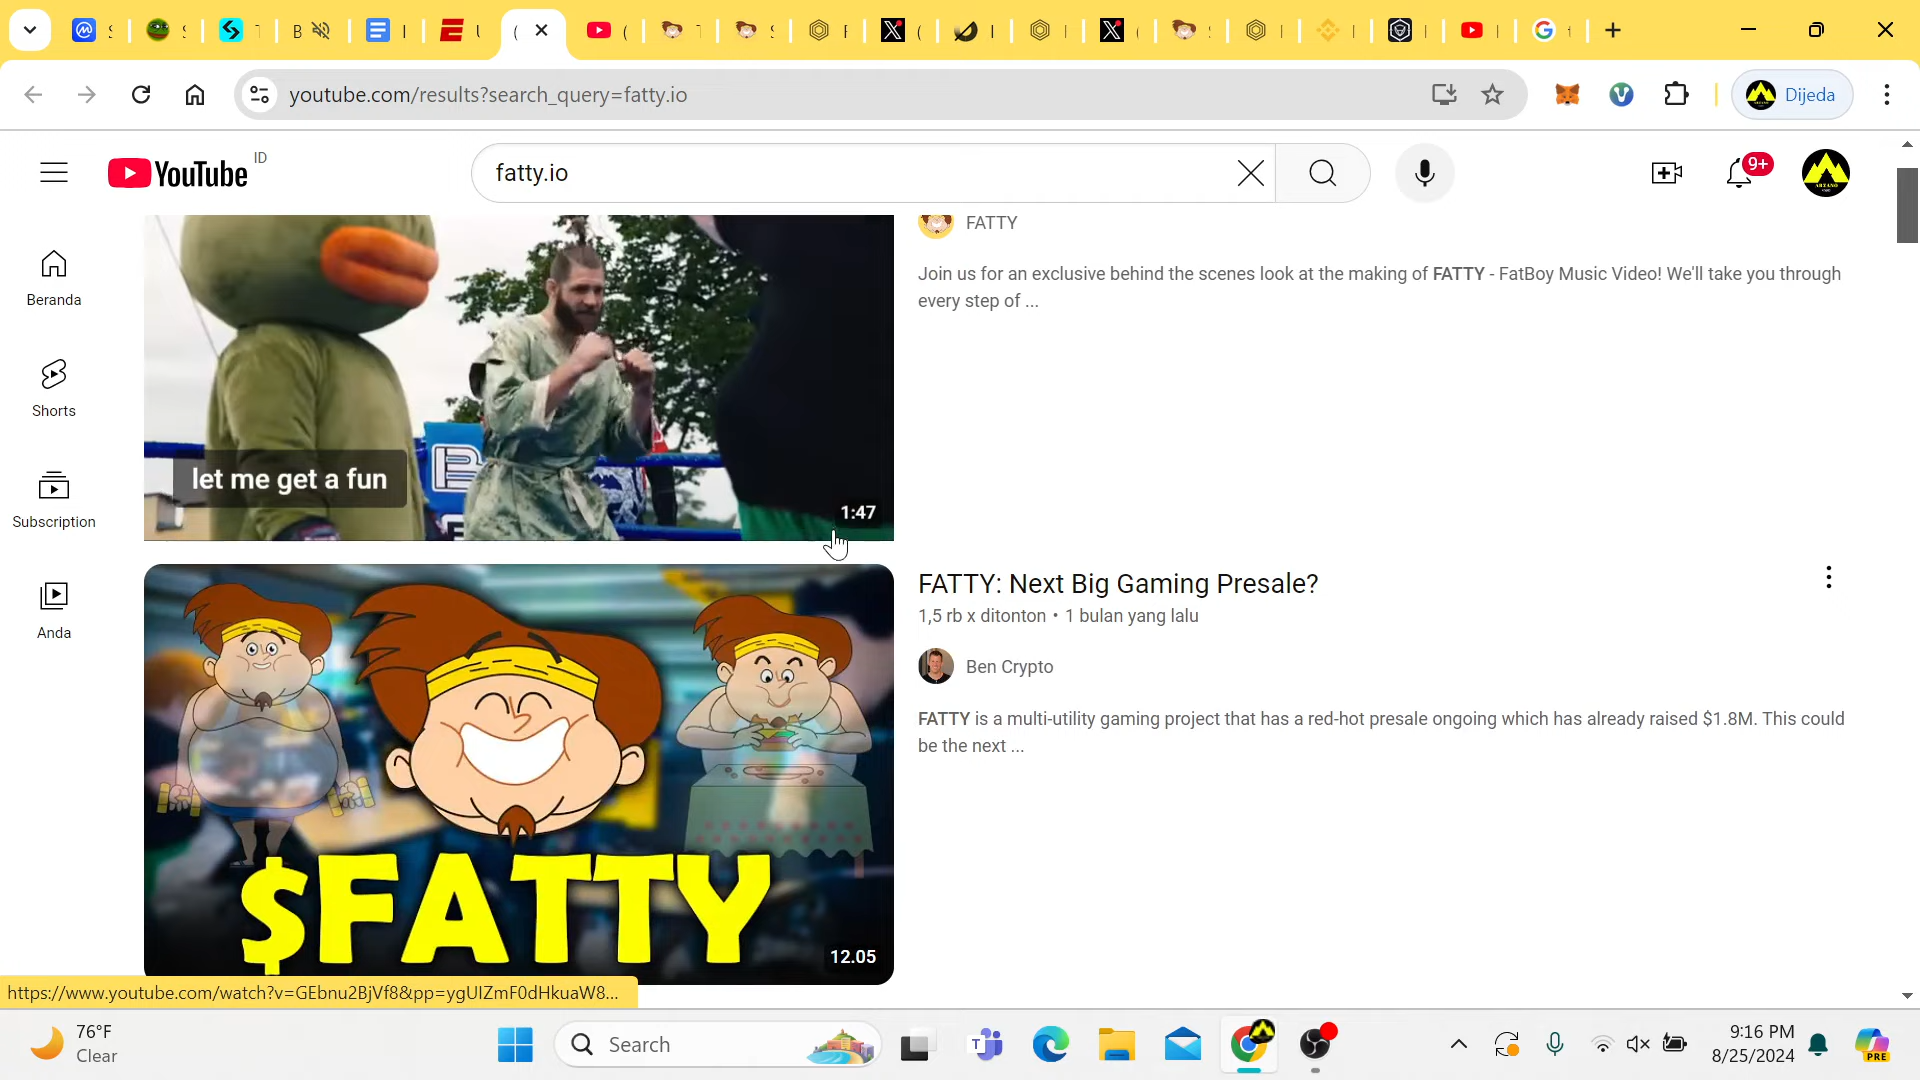 youtube.com/results?search_query=fatty.io
Dijeda
YouTube
ID
fatty.io
9+
Beranda
Shorts
Subscription
Anda
let me get a fun
1:47
FATTY
Join us for an exclusive behind the scenes look at the making of FATTY - FatBoy Music Video! We'll take you through
every step of ...
$FATTY
12.05
FATTY: Next Big Gaming Presale?
1,5 rb x ditonton • 1 bulan yang lalu
Ben Crypto
FATTY is a multi-utility gaming project that has a red-hot presale ongoing which has already raised $1.8M. This could
be the next ...
https://www.youtube.com/watch?v=GEbnu2BjVf8&pp=ygUIZmF0dHkuaW8...
76°F
Clear
Search
9:16 PM
8/25/2024
PRE